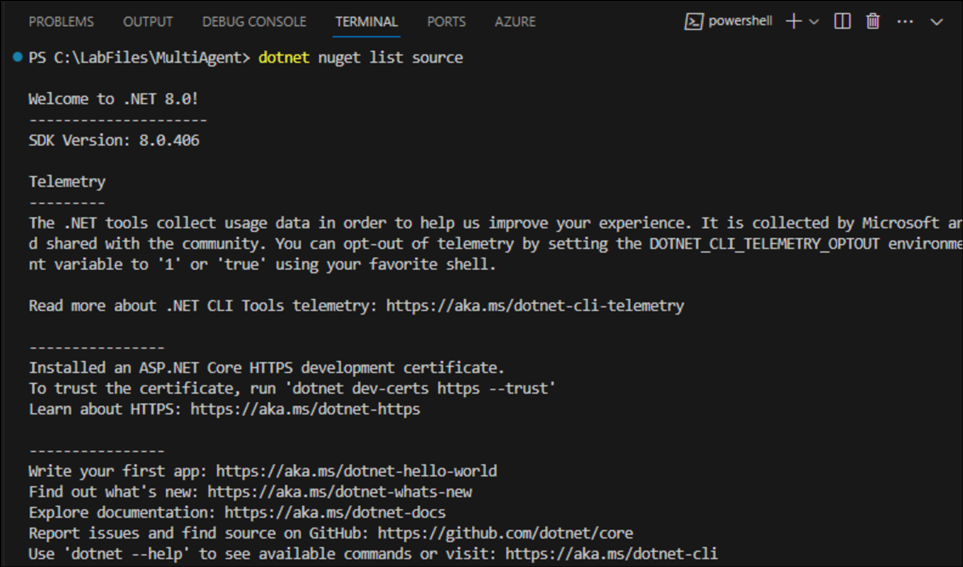 PROBLEMS OUTPUT DEBUG CONSOLE TERMINAL PORTS AZURE powershell
PS C:\LabFiles\MultiAgent> dotnet nuget list source
Welcome to .NET 8.0!
---------------------
SDK Version: 8.0.406
Telemetry
---------
The .NET tools collect usage data in order to help us improve your experience. It is collected by Microsoft an
d shared with the community. You can opt-out of telemetry by setting the DOTNET_CLI_TELEMETRY_OPTOUT environme
nt variable to '1' or 'true' using your favorite shell.
Read more about .NET CLI Tools telemetry: https://aka.ms/dotnet-cli-telemetry
----------------
Installed an ASP.NET Core HTTPS development certificate.
To trust the certificate, run 'dotnet dev-certs https --trust'
Learn about HTTPS: https://aka.ms/dotnet-https
----------------
Write your first app: https://aka.ms/dotnet-hello-world
Find out what's new: https://aka.ms/dotnet-whats-new
Explore documentation: https://aka.ms/dotnet-docs
Report issues and find source on GitHub: https://github.com/dotnet/core
Use 'dotnet --help' to see available commands or visit: https://aka.ms/dotnet-cli